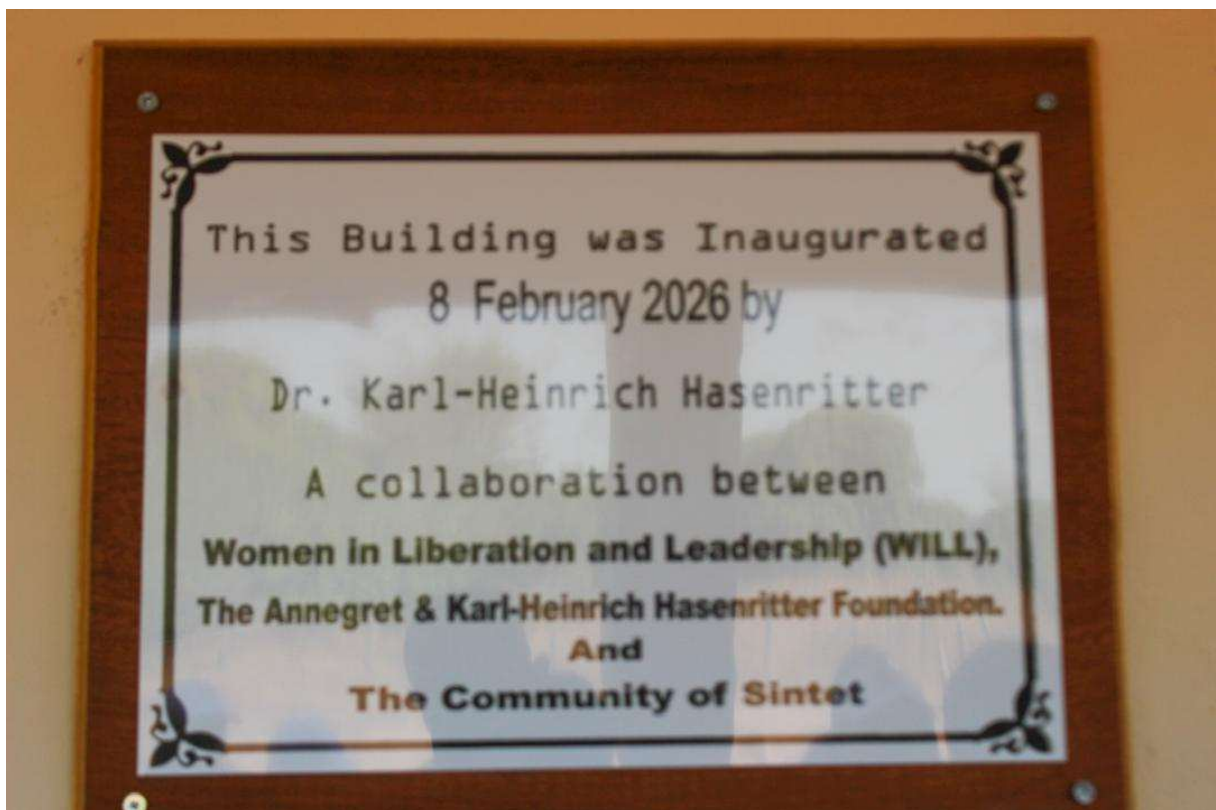 This Building was Inaugurated
8 February 2026 by
Dr. Karl-Heinrich Hasenritter
A collaboration between
Women in Liberation and Leadership (WILL),
The Annegret & Karl-Heinrich Hasenritter Foundation.
And
The Community of Sintet